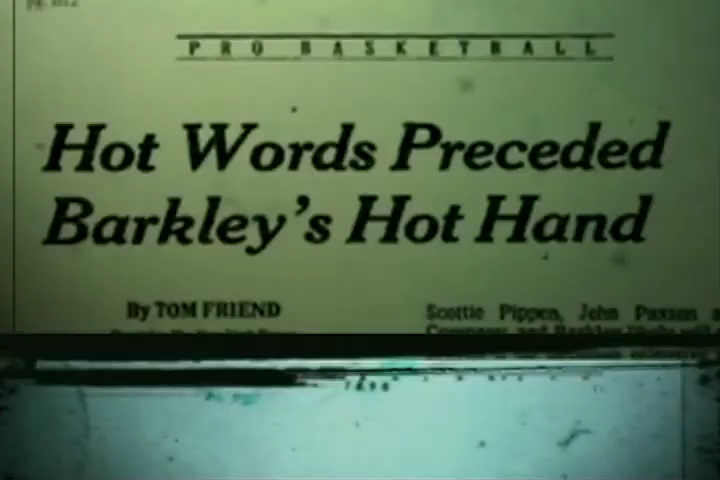 PRO BASKETBALL
Hot Words Preceded
Barkley's Hot Hand
By TOM FRIEND
Scottie Pippen, John Paxson